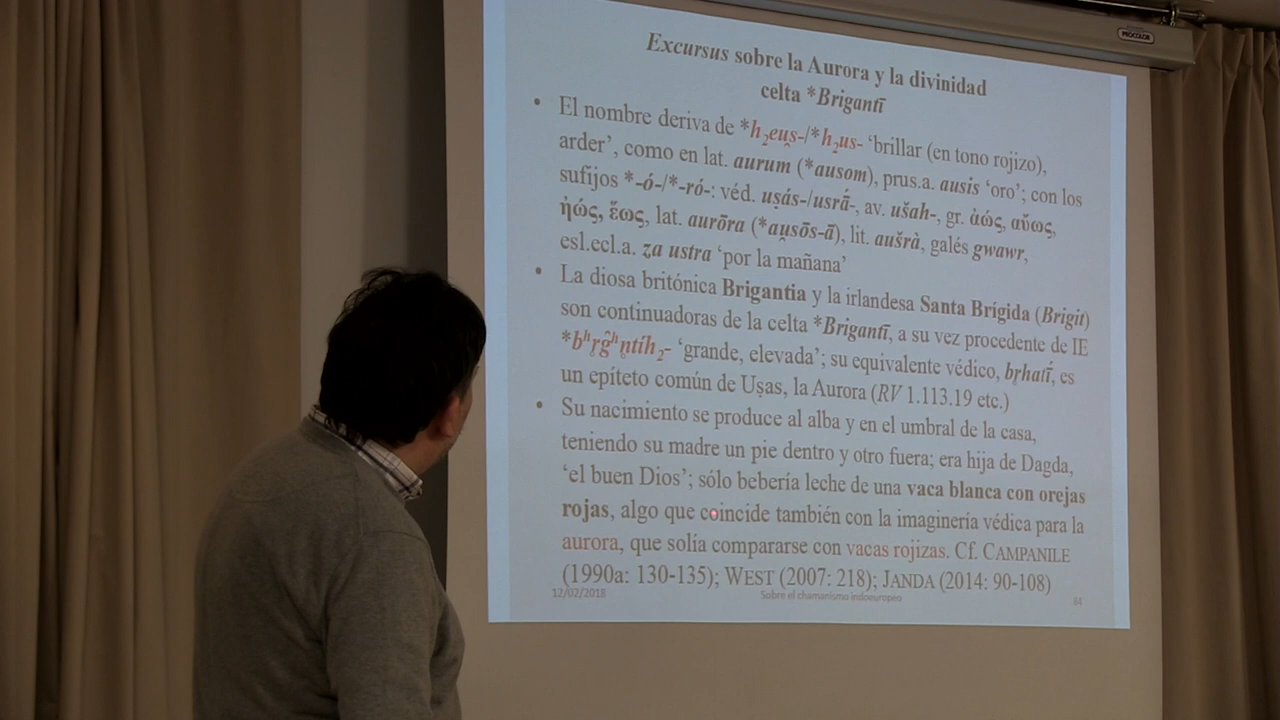 PROCOLOR
Excursus sobre la Aurora y la divinidad
celta *Brigantī
• El nombre deriva de *h₂eu̯s-/*h₂us- ‘brillar (en tono rojizo),
arder’, como en lat. aurum (*ausom), prus.a. ausis ‘oro’; con los
sufijos *-ó-/*-ró-: véd. uṣás-/usrā́-, av. ušah-, gr. ἀώς, αὔως,
ἠώς, ἕως, lat. aurōra (*au̯sōs-ā), lit. aušrà, galés gwawr,
esl.ecl.a. za ustra ‘por la mañana’
• La diosa britónica Brigantia y la irlandesa Santa Brígida (Brigit)
son continuadoras de la celta *Brigantī, a su vez procedente de IE
*bʰr̥ĝʰn̥tíh₂- ‘grande, elevada’; su equivalente védico, br̥hatī́, es
un epíteto común de Uṣas, la Aurora (RV 1.113.19 etc.)
• Su nacimiento se produce al alba y en el umbral de la casa,
teniendo su madre un pie dentro y otro fuera; era hija de Dagda,
‘el buen Dios’; sólo bebería leche de una vaca blanca con orejas
rojas, algo que coincide también con la imaginería védica para la
aurora, que solía compararse con vacas rojizas. Cf. CAMPANILE
(1990a: 130-135); WEST (2007: 218); JANDA (2014: 90-108)
12/02/2018 Sobre el chamanismo indoeuropeo 64